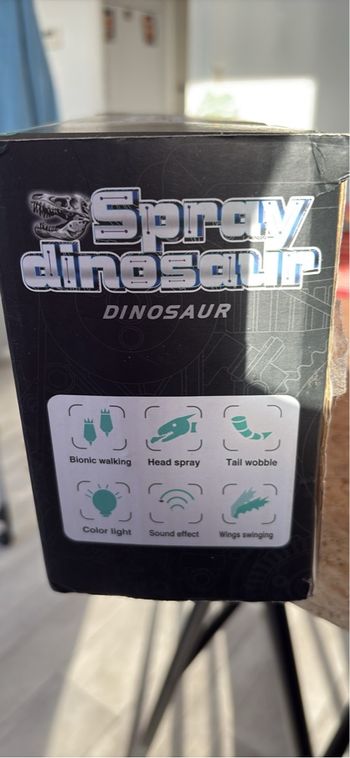 Spray
dinosaur
DINOSAUR
Bionic walking
Head spray
Tail wobble
Color light
Sound effect
Wings swinging